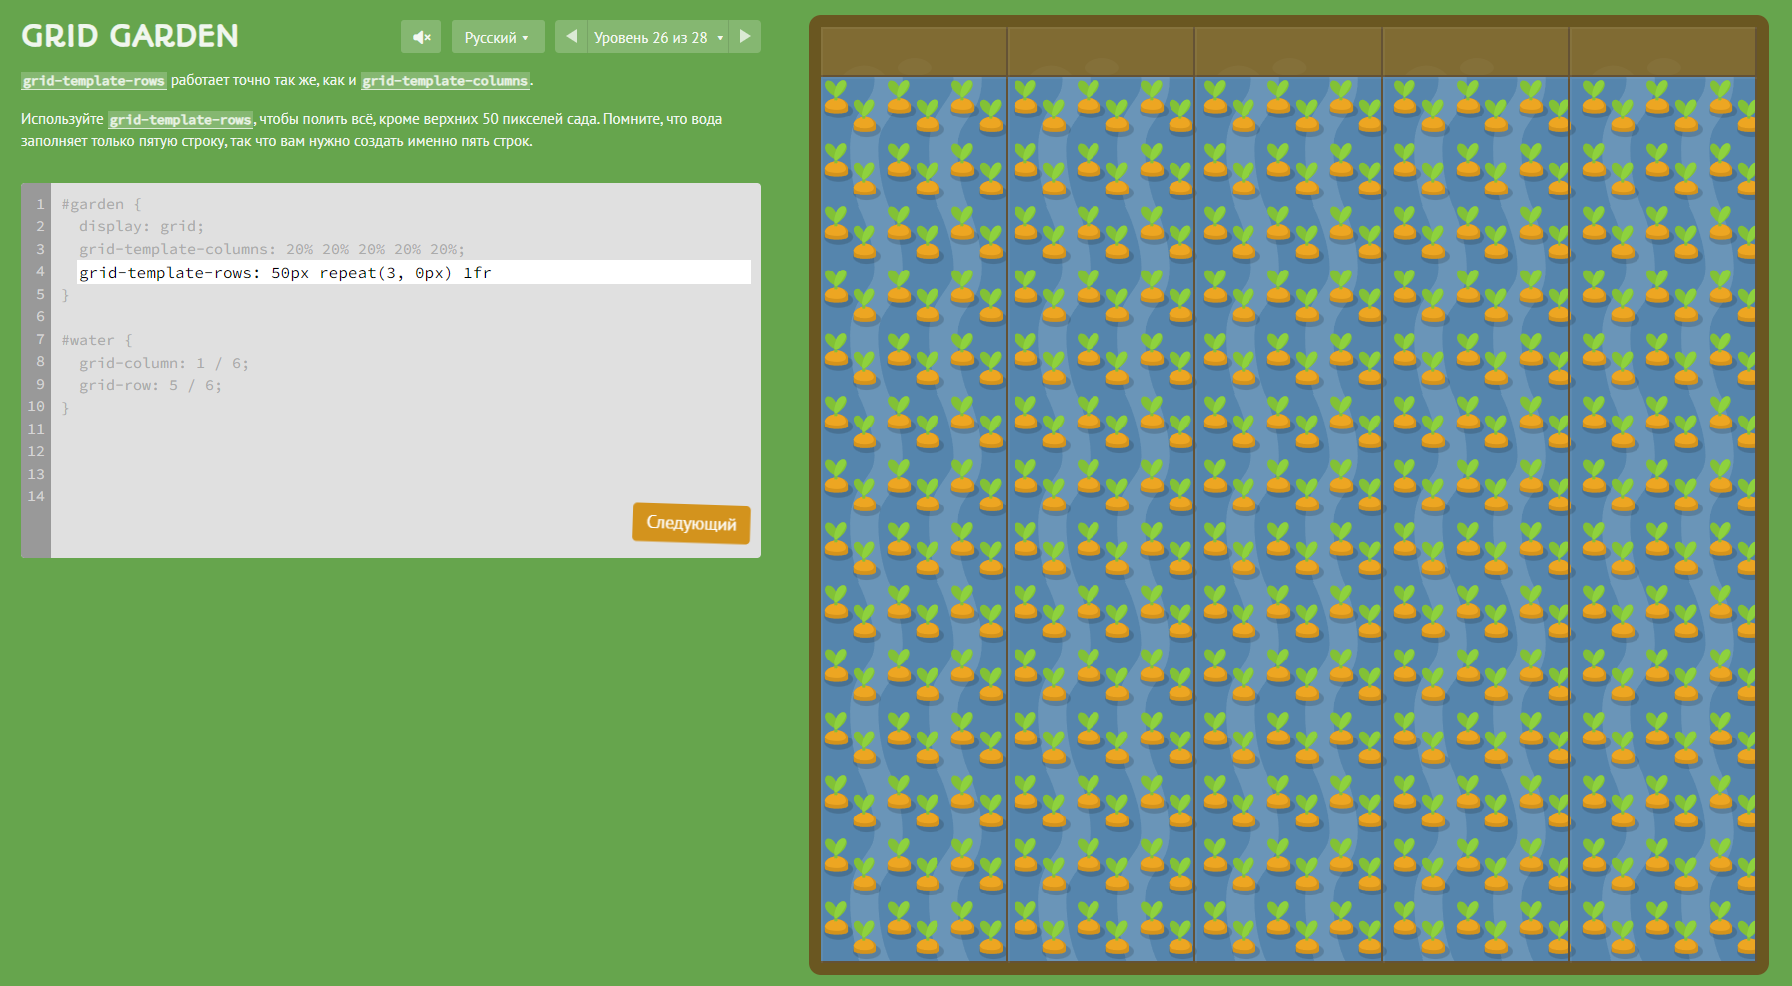 GRID GARDEN
Русский
Уровень 26 из 28
grid-template-rows работает точно так же, как и grid-template-columns.
Используйте grid-template-rows, чтобы полить всё, кроме верхних 50 пикселей сада. Помните, что вода
заполняет только пятую строку, так что вам нужно создать именно пять строк.
1 #garden {
2 display: grid;
3 grid-template-columns: 20% 20% 20% 20% 20%;
4 grid-template-rows: 50px repeat(3, 0px) 1fr
5 }
6
7 #water {
8 grid-column: 1 / 6;
9 grid-row: 5 / 6;
10 }
11
12
13
14
Следующий